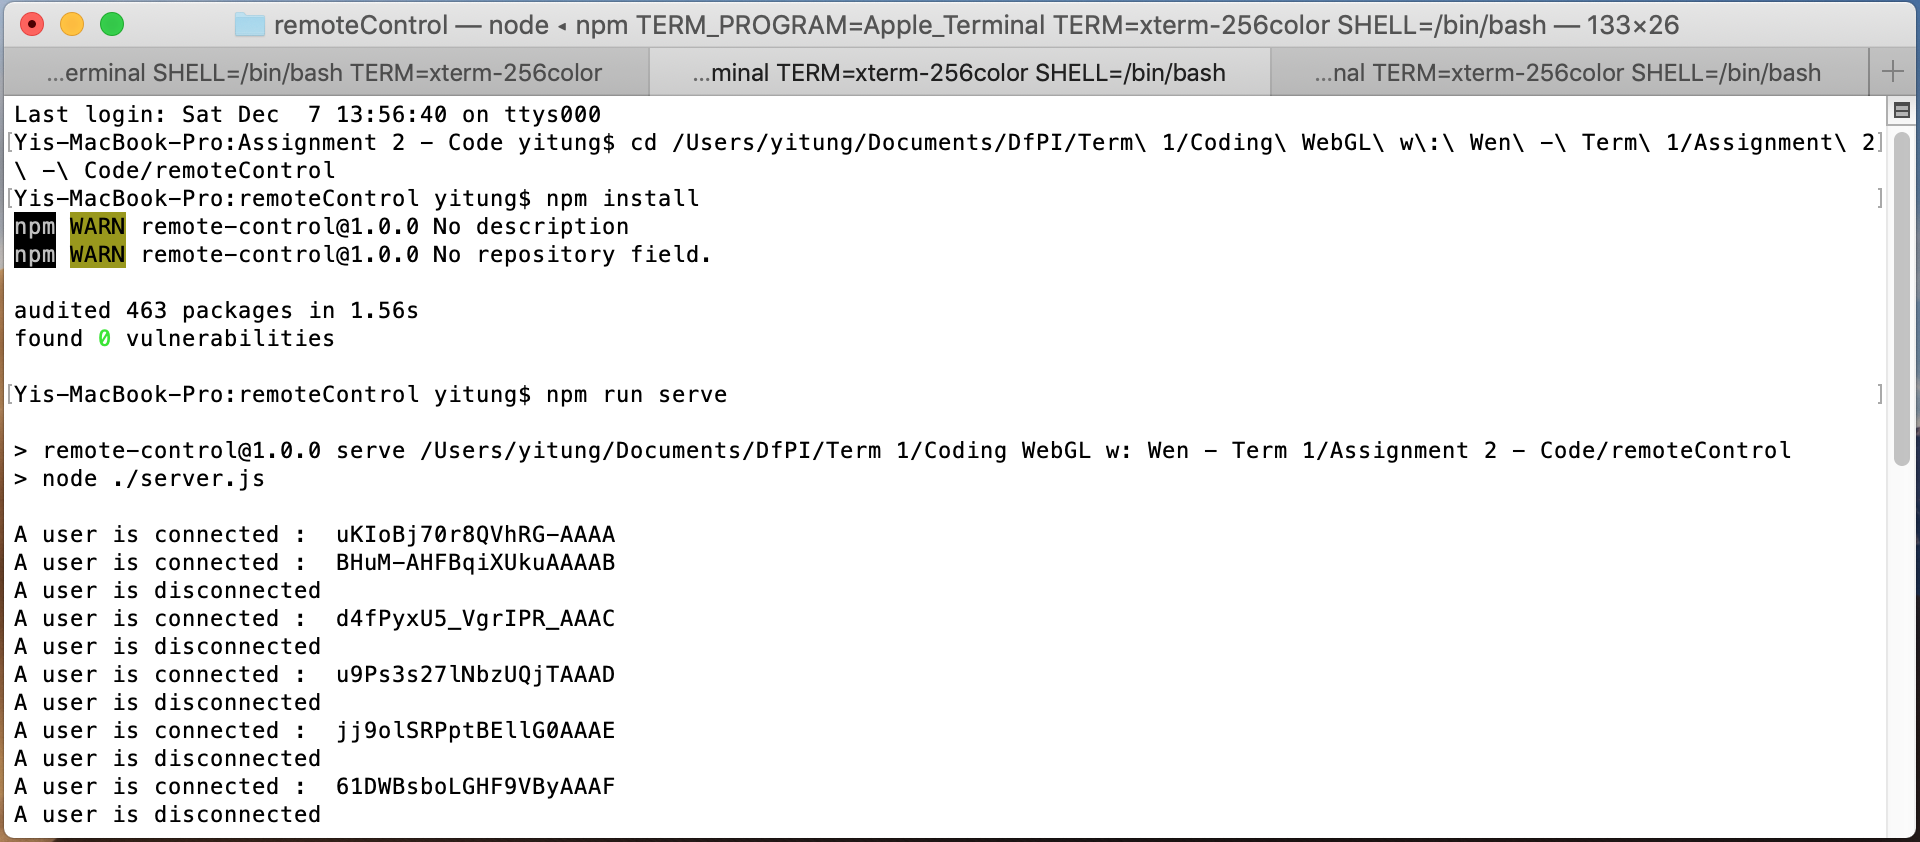 remoteControl — node ◂ npm TERM_PROGRAM=Apple_Terminal TERM=xterm-256color SHELL=/bin/bash — 133×26
...erminal SHELL=/bin/bash TERM=xterm-256color
...minal TERM=xterm-256color SHELL=/bin/bash
...nal TERM=xterm-256color SHELL=/bin/bash
Last login: Sat Dec  7 13:56:40 on ttys000
[Yis-MacBook-Pro:Assignment 2 - Code yitung$ cd /Users/yitung/Documents/DfPI/Term\ 1/Coding\ WebGL\ w\:\ Wen\ -\ Term\ 1/Assignment\ 2]
\ -\ Code/remoteControl
[Yis-MacBook-Pro:remoteControl yitung$ npm install ]
npm WARN remote-control@1.0.0 No description
npm WARN remote-control@1.0.0 No repository field.
audited 463 packages in 1.56s
found 0 vulnerabilities
[Yis-MacBook-Pro:remoteControl yitung$ npm run serve ]
> remote-control@1.0.0 serve /Users/yitung/Documents/DfPI/Term 1/Coding WebGL w: Wen - Term 1/Assignment 2 - Code/remoteControl
> node ./server.js
A user is connected :  uKIoBj70r8QVhRG-AAAA
A user is connected :  BHuM-AHFBqiXUkuAAAAB
A user is disconnected
A user is connected :  d4fPyxU5_VgrIPR_AAAC
A user is disconnected
A user is connected :  u9Ps3s27lNbzUQjTAAAD
A user is disconnected
A user is connected :  jj9olSRPptBEllG0AAAE
A user is disconnected
A user is connected :  61DWBsboLGHF9VByAAAF
A user is disconnected